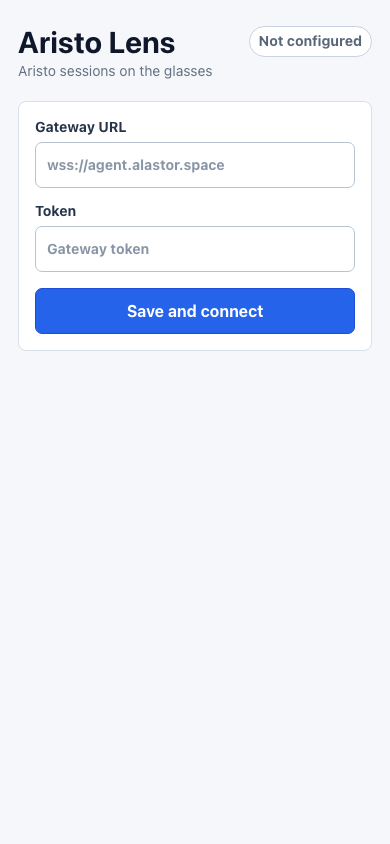 Aristo Lens
Not configured
Aristo sessions on the glasses
Gateway URL
wss://agent.alastor.space
Token
Gateway token
Save and connect